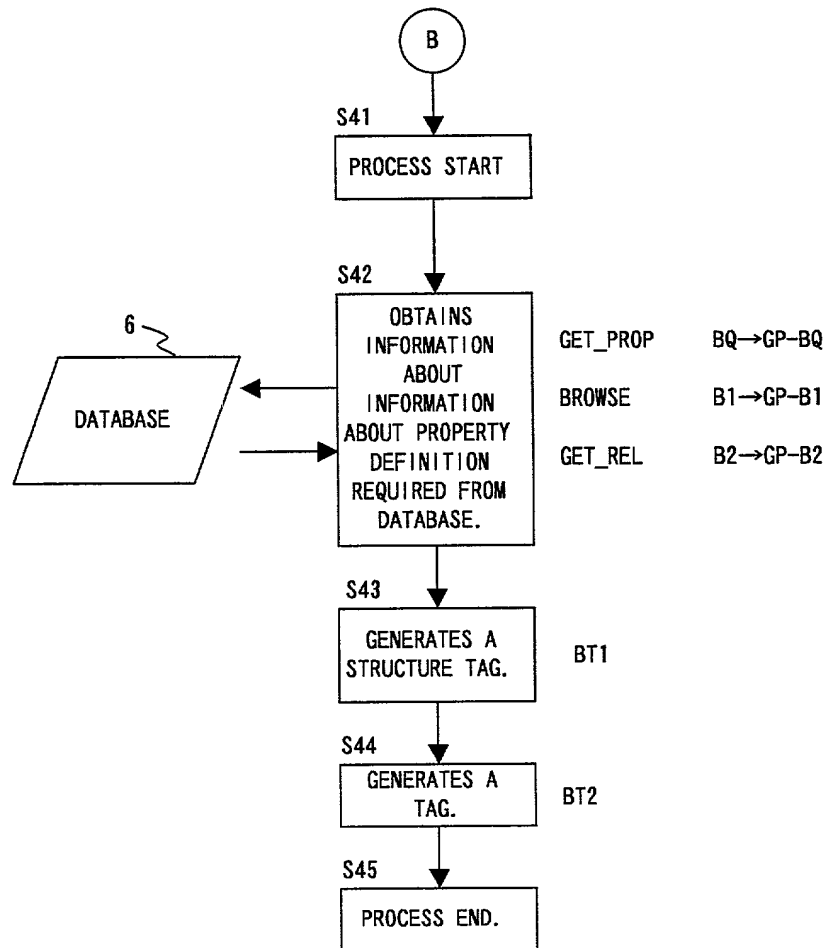 B
S41
PROCESS START
S42
OBTAINS
INFORMATION
ABOUT
INFORMATION
ABOUT PROPERTY
DEFINITION
REQUIRED FROM
DATABASE.
6
DATABASE
GET_PROP BQ→GP-BQ
BROWSE B1→GP-B1
GET_REL B2→GP-B2
S43
GENERATES A
STRUCTURE TAG.
BT1
S44
GENERATES A
TAG.
BT2
S45
PROCESS END.